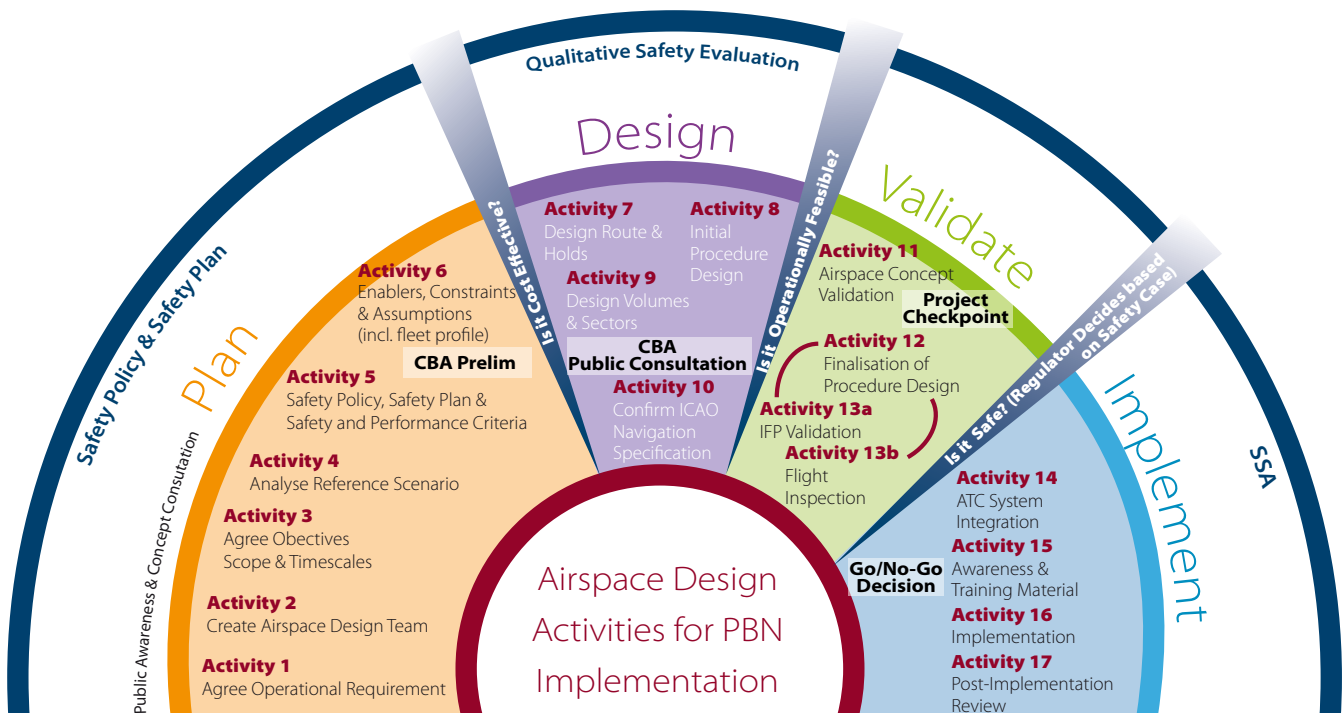 Safety Policy & Safety Plan
Public Awareness & Concept Consutation
Plan
Activity 1
Agree Operational Requirement
Activity 2
Create Airspace Design Team
Activity 3
Agree Obectives
Scope & Timescales
Activity 4
Analyse Reference Scenario
Activity 5
Safety Policy, Safety Plan &
Safety and Performance Criteria
Activity 6
Enablers, Constraints
& Assumptions
(incl. fleet profile)
CBA Prelim
Is it Cost Effective?
Qualitative Safety Evaluation
Design
Activity 7
Design Route &
Holds
Activity 8
Initial
Procedure
Design
Activity 9
Design Volumes
& Sectors
CBA
Public Consultation
Activity 10
Confirm ICAO
Navigation
Specification
Is it Operationally Feasible?
Validate
Activity 11
Airspace Concept
Validation
Project
Checkpoint
Activity 12
Finalisation of
Procedure Design
Activity 13a
IFP Validation
Activity 13b
Flight
Inspection
Is it Safe? (Regulator Decides based
on Safety Case)
SSA
Implement
Activity 14
ATC System
Integration
Go/No-Go
Decision
Activity 15
Awareness &
Training Material
Activity 16
Implementation
Activity 17
Post-Implementation
Review
Airspace Design
Activities for PBN
Implementation